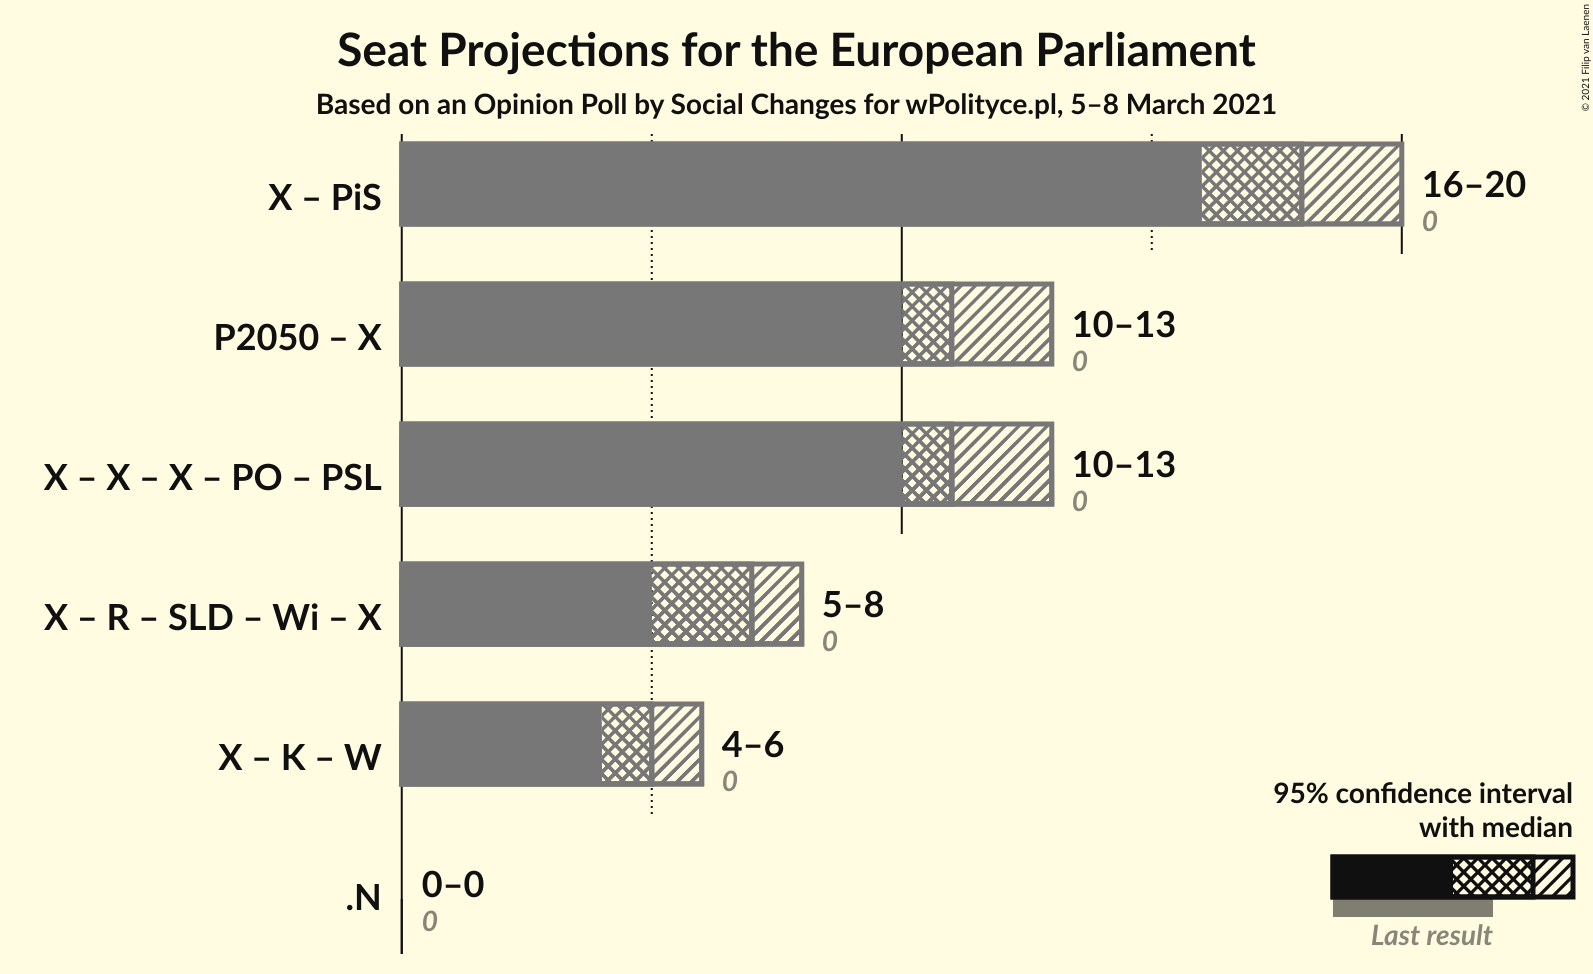 Seat Projections for the European Parliament
Based on an Opinion Poll by Social Changes for wPolityce.pl, 5–8 March 2021
© 2021 Filip van Laenen
X – PiS
16–20
0
P2050 – X
10–13
0
X – X – X – PO – PSL
10–13
0
X – R – SLD – Wi – X
5–8
0
X – K – W
4–6
0
.N
0–0
0
95% confidence interval
with median
Last result